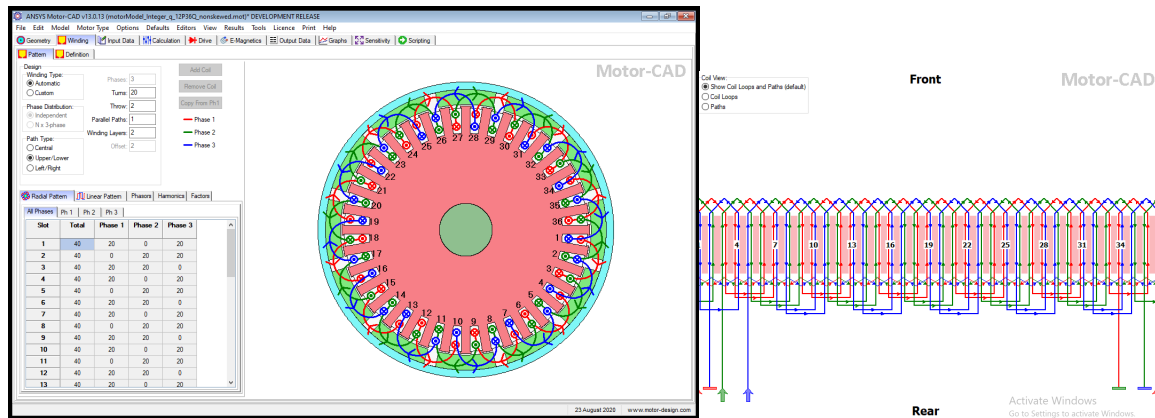 ANSYS Motor-CAD v13.0.13 (motorModel_Integer_q_12P36Q_nonskewed.mot)* DEVELOPMENT RELEASE
File Edit Model Motor Type Options Defaults Editors View Results Tools Licence Print Help
Geometry Winding Input Data Calculation Drive E-Magnetics Output Data Graphs Sensitivity Scripting
Pattern Definition
Design
Winding Type:
Automatic
Custom
Phase Distribution:
Independent
N x 3-phase
Path Type:
Central
Upper/Lower
Left/Right
Phases: 3
Turns: 20
Throw: 2
Parallel Paths: 1
Winding Layers: 2
Offset: 2
Add Coil
Remove Coil
Copy From Ph1
Phase 1
Phase 2
Phase 3
Radial Pattern Linear Pattern Phasors Harmonics Factors
All Phases Ph 1 Ph 2 Ph 3
Slot Total Phase 1 Phase 2 Phase 3
1 40 20 0 20
2 40 0 20 20
3 40 20 20 0
4 40 20 0 20
5 40 0 20 20
6 40 20 20 0
7 40 20 0 20
8 40 0 20 20
9 40 20 20 0
10 40 20 0 20
11 40 0 20 20
12 40 20 20 0
13 40 20 0 20
Motor-CAD
1
2
3
4
5
6
7
8
9
10
11
12
13
14
15
16
17
18
19
20
21
22
23
24
25
26
27
28
29
30
31
32
33
34
35
36
23 August 2020 www.motor-design.com
Coil View:
Show Coil Loops and Paths (default)
Coil Loops
Paths
Front
Motor-CAD
4 7 10 13 16 19 22 25 28 31 34
Rear
Activate Windows
Go to Settings to activate Windows.